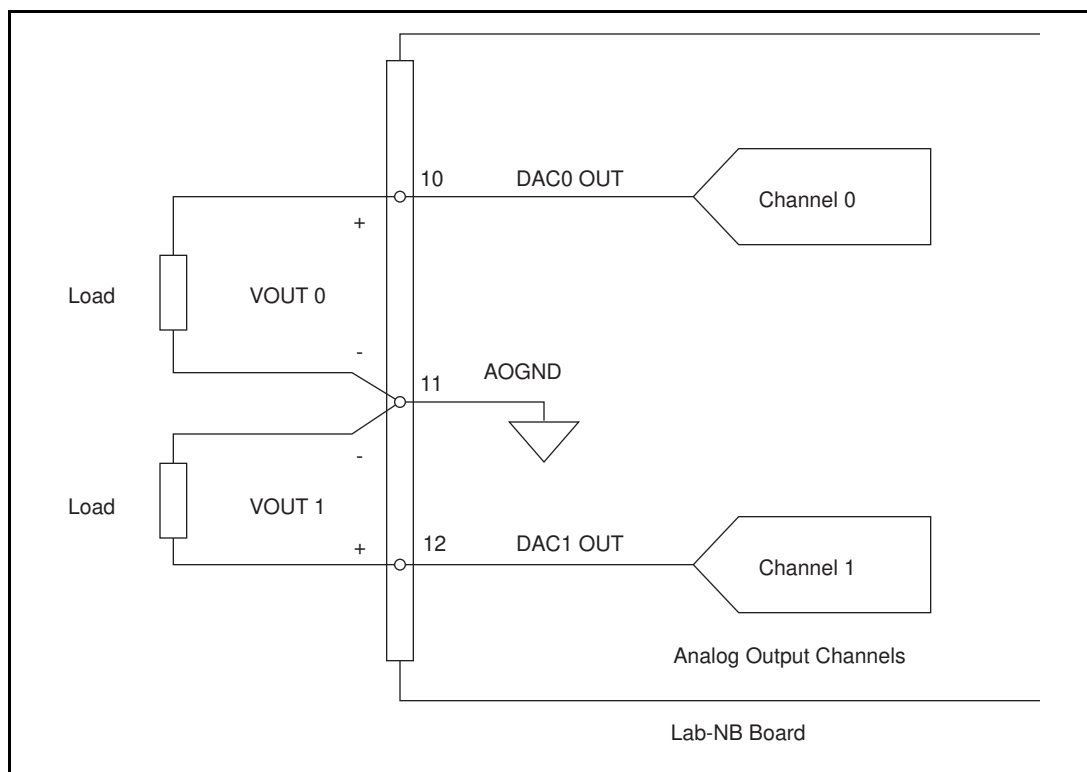 10 DAC0 OUT
Channel 0
+
Load VOUT 0
-
11 AOGND
-
Load VOUT 1
+ 12 DAC1 OUT
Channel 1
Analog Output Channels
Lab-NB Board